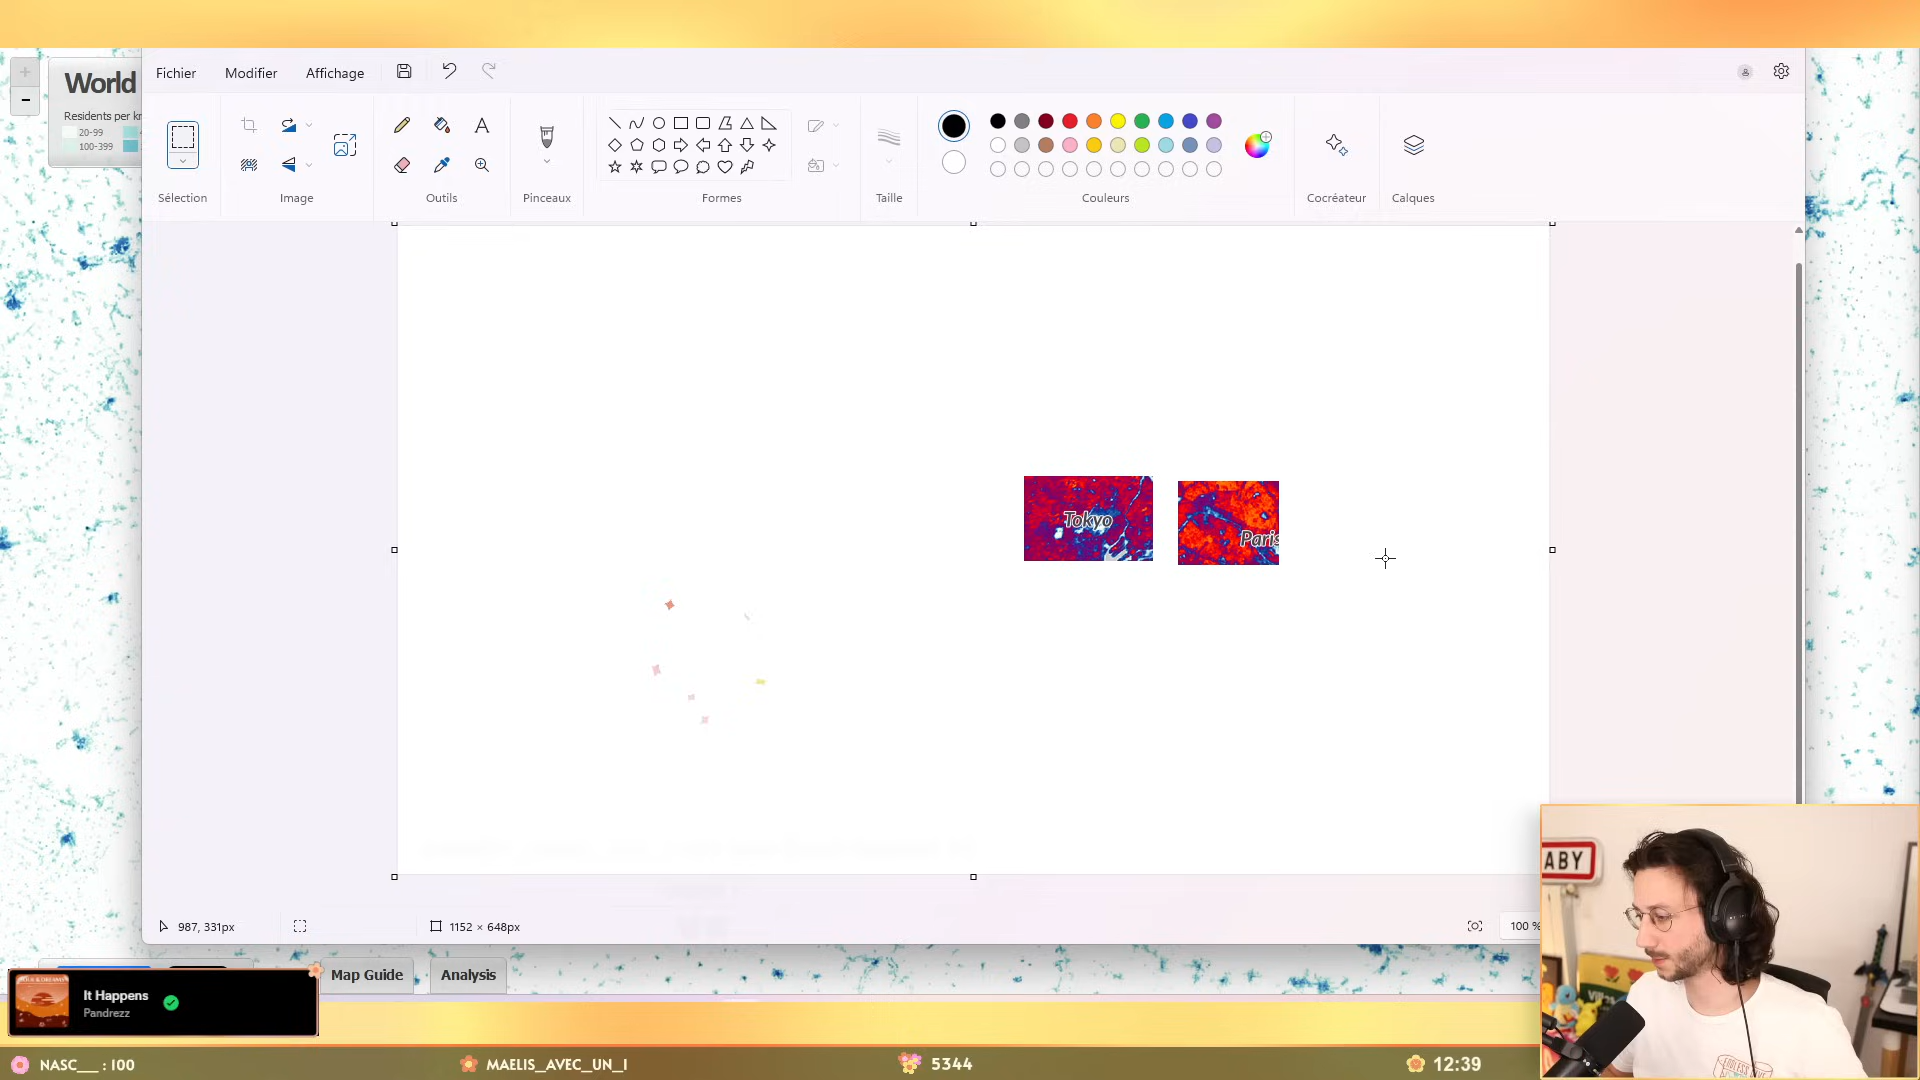 Fichier
Modifier
Affichage
World
Residents per k
20-99
100-399
Sélection
Image
Outils
Pinceaux
Formes
Taille
Couleurs
Cocréateur
Calques
Tokyo
Paris
987, 331px
1152 × 648px
100 %
Map Guide
Analysis
It Happens
Pandrezz
ABY
NASC___ : 100
MAELIS_AVEC_UN_I
5344
12:39